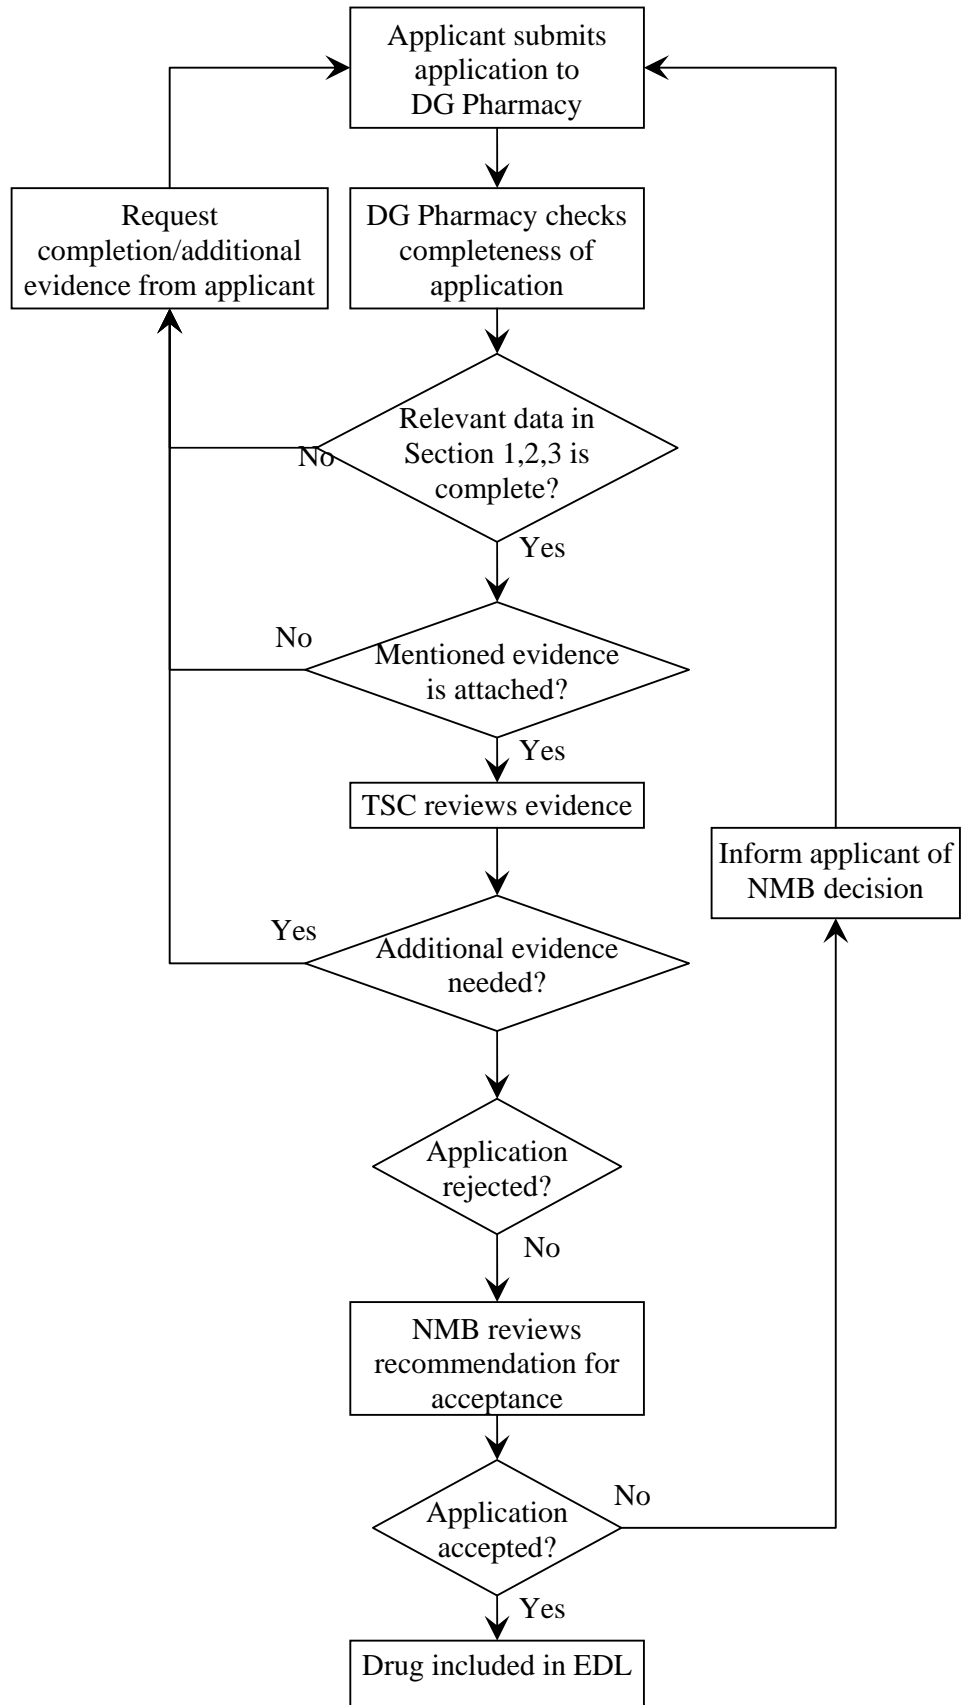 Applicant submits
application to
DG Pharmacy
Request
completion/additional
evidence from applicant
DG Pharmacy checks
completeness of
application
Relevant data in
Section 1,2,3 is
complete?
No
Yes
No
Mentioned evidence
is attached?
Yes
TSC reviews evidence
Inform applicant of
NMB decision
Yes
Additional evidence
needed?
Application
rejected?
No
NMB reviews
recommendation for
acceptance
No
Application
accepted?
Yes
Drug included in EDL